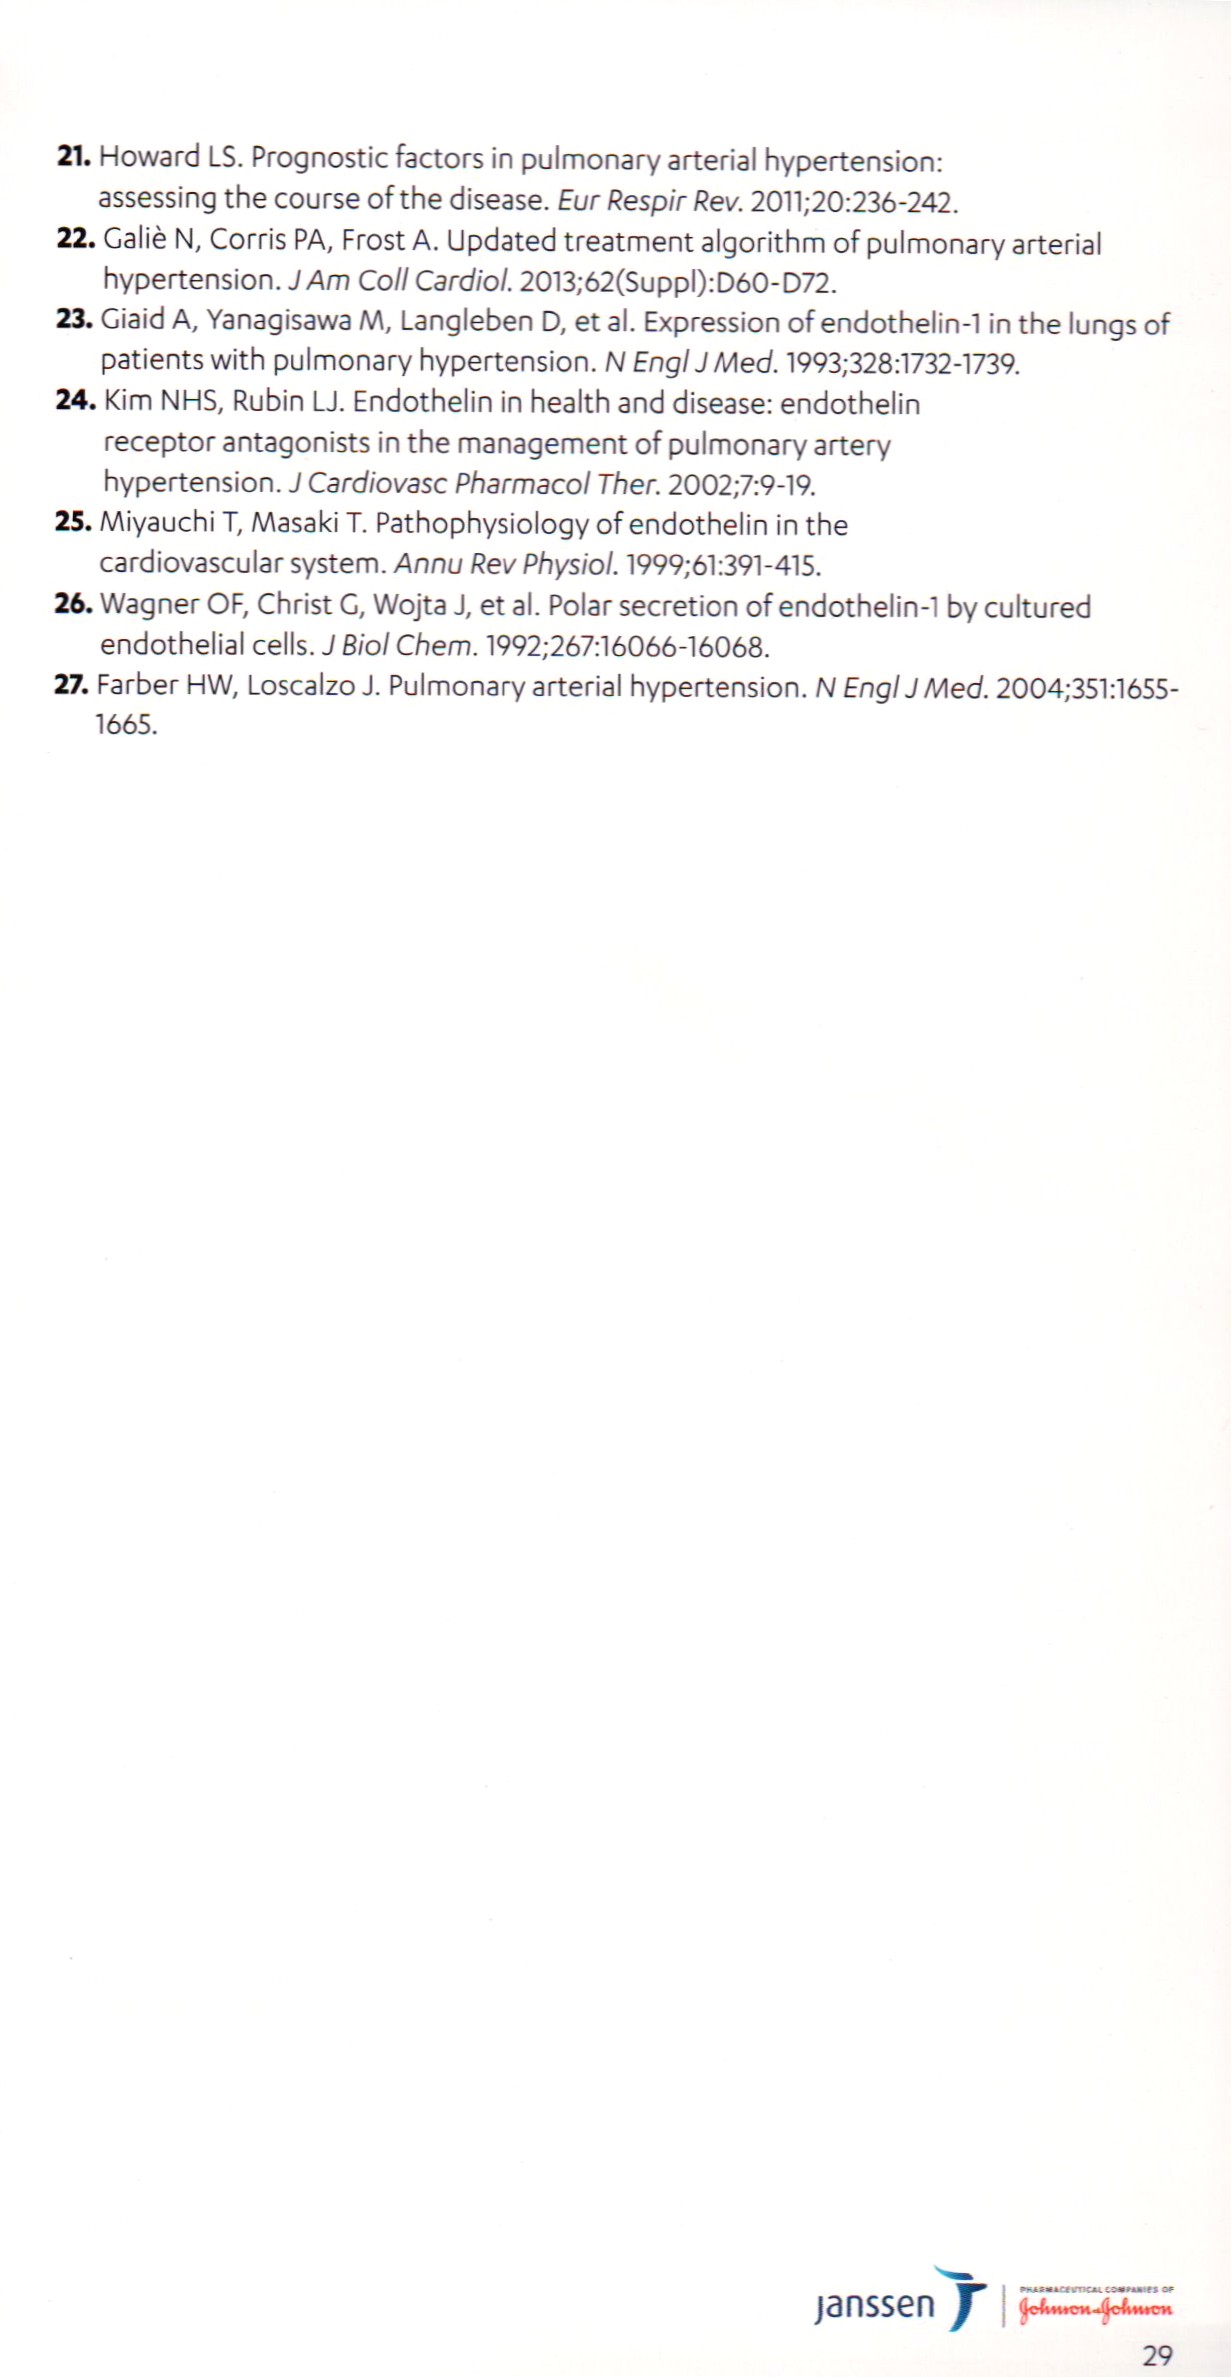 21. Howard LS. Prognostic factors in pulmonary arterial hypertension:
assessing the course of the disease. Eur Respir Rev. 2011;20:236-242.
22. Galiè N, Corris PA, Frost A. Updated treatment algorithm of pulmonary arterial
hypertension. J Am Coll Cardiol. 2013;62(Suppl):D60-D72.
23. Giaid A, Yanagisawa M, Langleben D, et al. Expression of endothelin-1 in the lungs of
patients with pulmonary hypertension. N Engl J Med. 1993;328:1732-1739.
24. Kim NHS, Rubin LJ. Endothelin in health and disease: endothelin
receptor antagonists in the management of pulmonary artery
hypertension. J Cardiovasc Pharmacol Ther. 2002;7:9-19.
25. Miyauchi T, Masaki T. Pathophysiology of endothelin in the
cardiovascular system. Annu Rev Physiol. 1999;61:391-415.
26. Wagner OF, Christ G, Wojta J, et al. Polar secretion of endothelin-1 by cultured
endothelial cells. J Biol Chem. 1992;267:16066-16068.
27. Farber HW, Loscalzo J. Pulmonary arterial hypertension. N Engl J Med. 2004;351:1655-
1665.
janssen
PHARMACEUTICAL COMPANIES OF
Johnson & Johnson
29